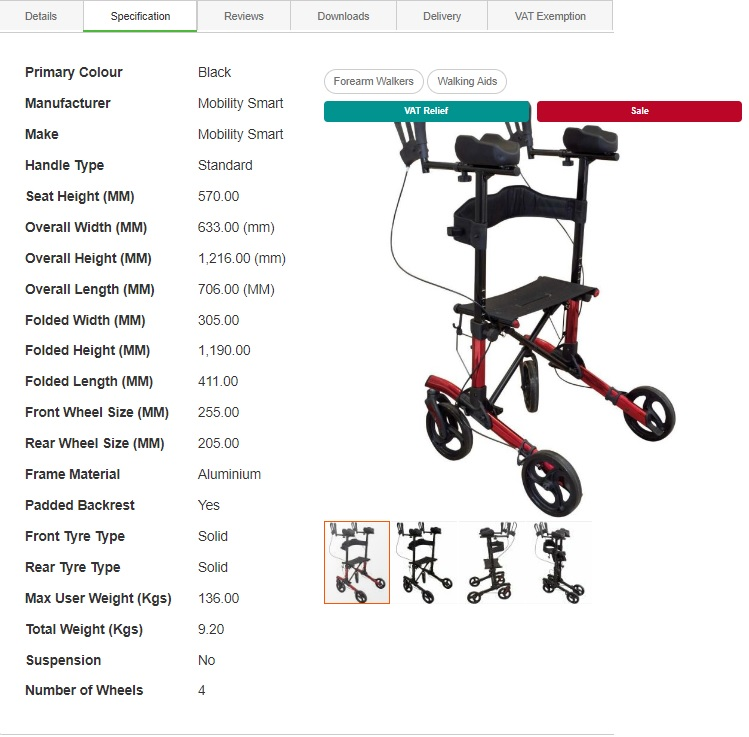 Details Specification Reviews Downloads Delivery VAT Exemption
Primary Colour Black
Manufacturer Mobility Smart
Make Mobility Smart
Handle Type Standard
Seat Height (MM) 570.00
Overall Width (MM) 633.00 (mm)
Overall Height (MM) 1,216.00 (mm)
Overall Length (MM) 706.00 (MM)
Folded Width (MM) 305.00
Folded Height (MM) 1,190.00
Folded Length (MM) 411.00
Front Wheel Size (MM) 255.00
Rear Wheel Size (MM) 205.00
Frame Material Aluminium
Padded Backrest Yes
Front Tyre Type Solid
Rear Tyre Type Solid
Max User Weight (Kgs) 136.00
Total Weight (Kgs) 9.20
Suspension No
Number of Wheels 4
Forearm Walkers Walking Aids
VAT Relief Sale